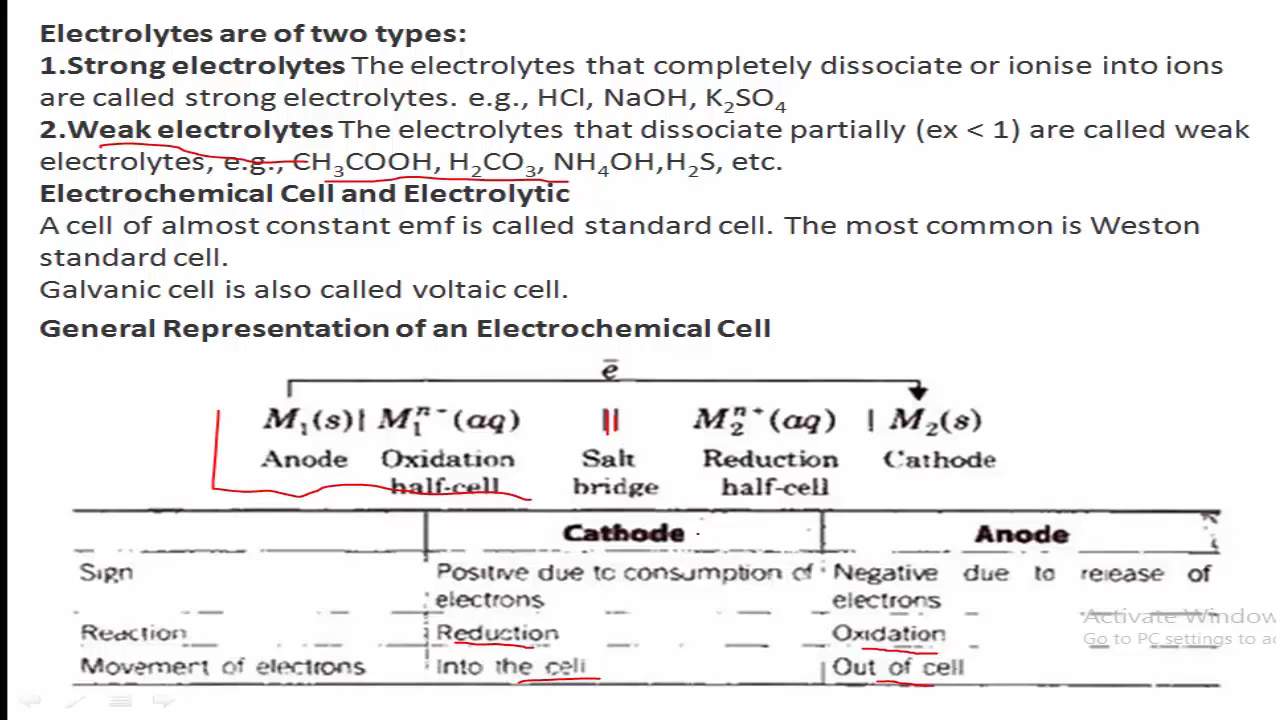 Electrolytes are of two types:
1.Strong electrolytes The electrolytes that completely dissociate or ionise into ions
are called strong electrolytes. e.g., HCl, NaOH, K₂SO₄
2.Weak electrolytes The electrolytes that dissociate partially (ex < 1) are called weak
electrolytes, e.g., CH₃COOH, H₂CO₃, NH₄OH,H₂S, etc.
Electrochemical Cell and Electrolytic
A cell of almost constant emf is called standard cell. The most common is Weston
standard cell.
Galvanic cell is also called voltaic cell.
General Representation of an Electrochemical Cell
ē
M₁(s)| M₁ⁿ⁻(aq) || M₂ⁿ⁺(aq) | M₂(s)
Anode Oxidation Salt Reduction Cathode
half-cell bridge half-cell
Cathode Anode
Sign Positive due to consumption of Negative due to release of
electrons electrons
Activate Window
Reaction Reduction Oxidation
Go to PC settings to ac
Movement of electrons Into the cell Out of cell